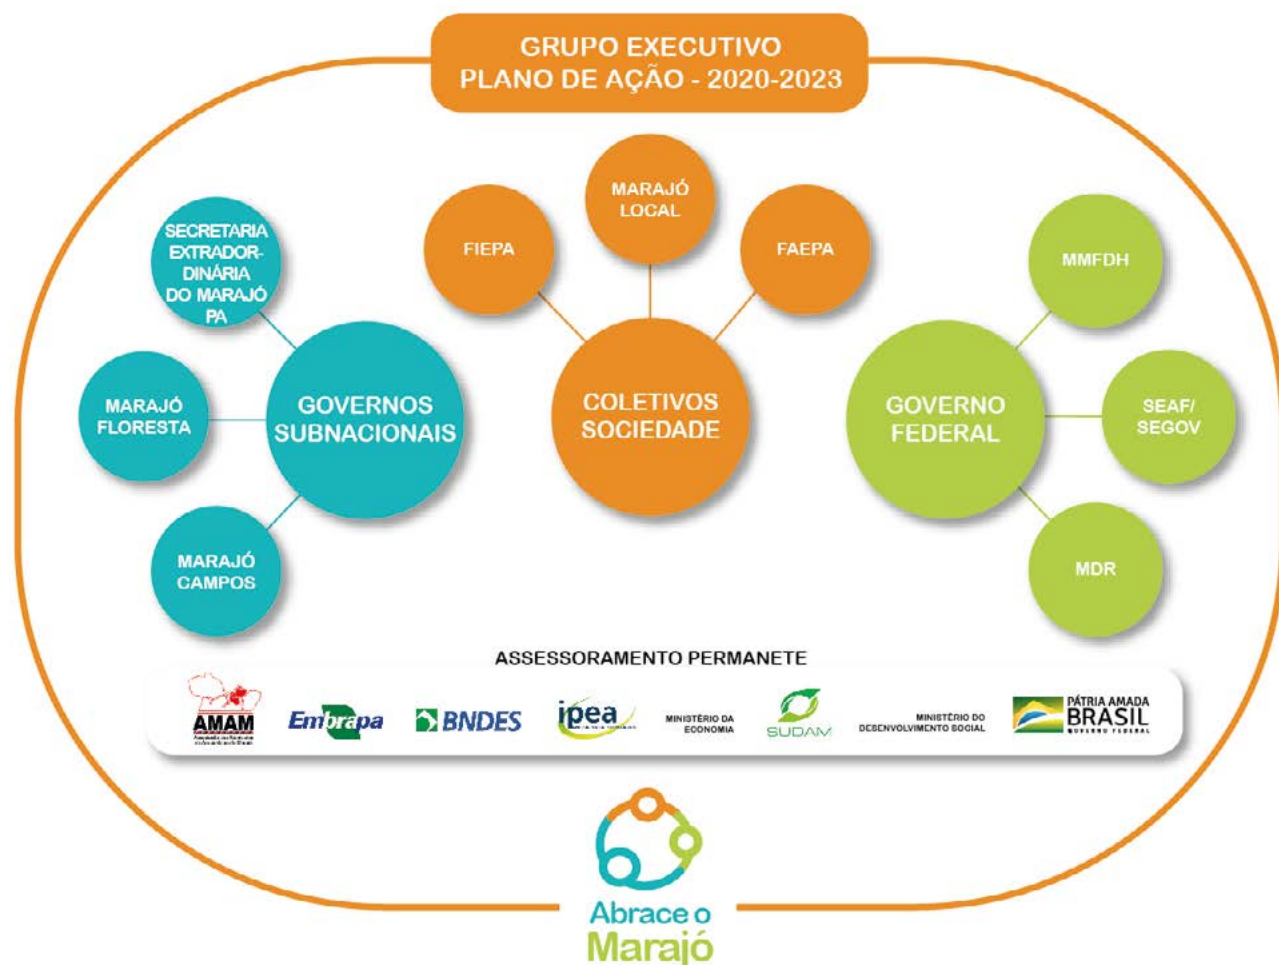 GRUPO EXECUTIVO
PLANO DE AÇÃO - 2020-2023
SECRETARIA
EXTRADOR-
DINÁRIA
DO MARAJÓ
PA
MARAJÓ
FLORESTA
MARAJÓ
CAMPOS
GOVERNOS
SUBNACIONAIS
FIEPA
MARAJÓ
LOCAL
FAEPA
COLETIVOS
SOCIEDADE
MMFDH
SEAF/
SEGOV
MDR
GOVERNO
FEDERAL
ASSESSORAMENTO PERMANETE
AMAM
Embrapa
BNDES
ipea
MINISTÉRIO DA
ECONOMIA
SUDAM
MINISTÉRIO DO
DESENVOLVIMENTO SOCIAL
PÁTRIA AMADA
BRASIL
GOVERNO FEDERAL
Abrace o
Marajó